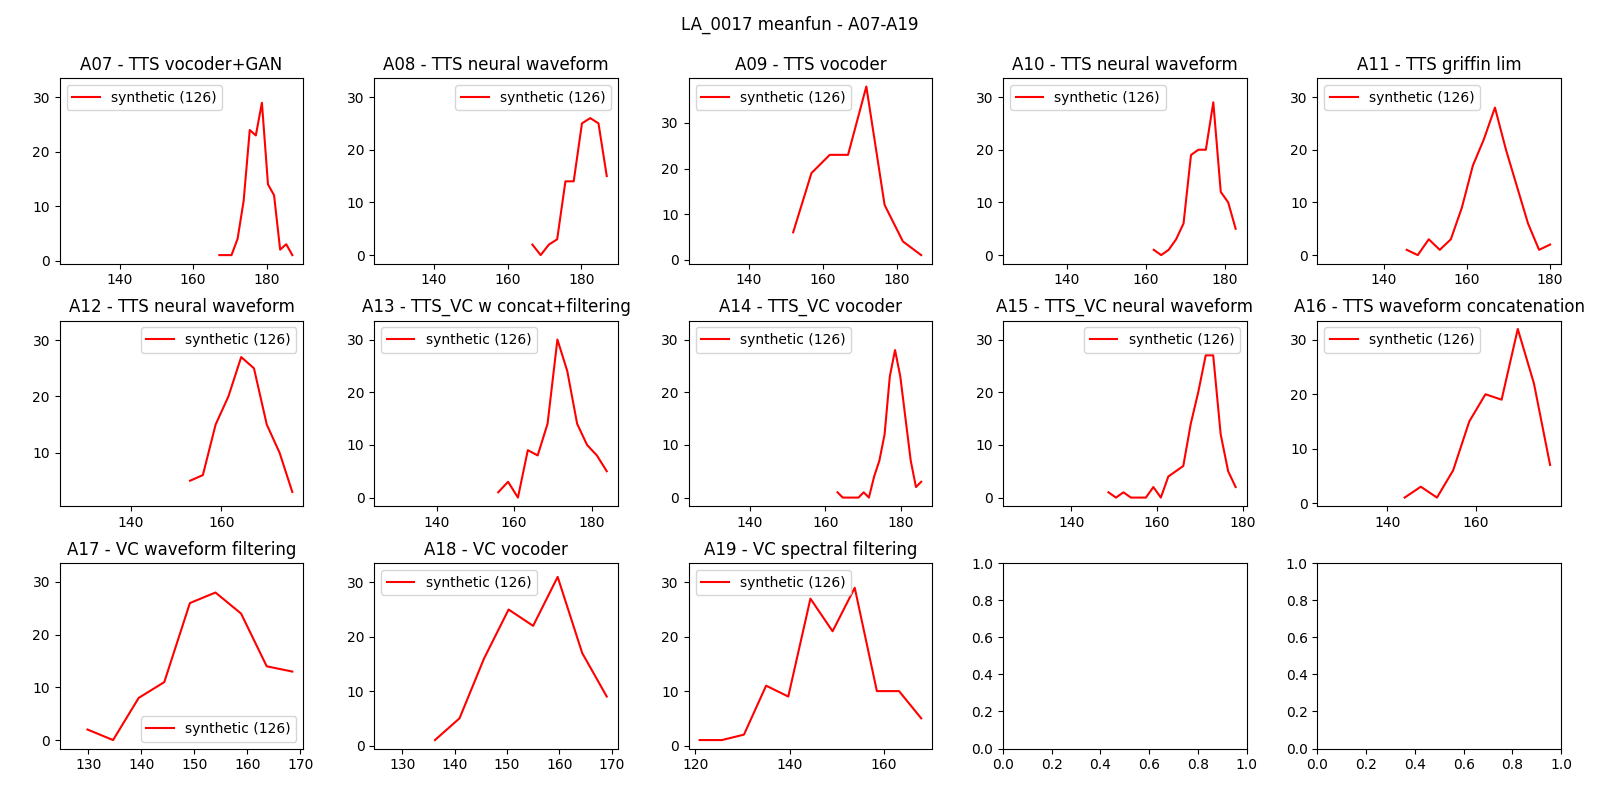 LA_0017 meanfun - A07-A19
A07 - TTS vocoder+GAN
synthetic (126)
30
20
10
0
140 160 180
A08 - TTS neural waveform
synthetic (126)
30
20
10
0
140 160 180
A09 - TTS vocoder
synthetic (126)
30
20
10
0
140 160 180
A10 - TTS neural waveform
synthetic (126)
30
20
10
0
140 160 180
A11 - TTS griffin lim
synthetic (126)
30
20
10
0
140 160 180
A12 - TTS neural waveform
synthetic (126)
30
20
10
140 160
A13 - TTS_VC w concat+filtering
synthetic (126)
30
20
10
0
140 160 180
A14 - TTS_VC vocoder
synthetic (126)
30
20
10
0
140 160 180
A15 - TTS_VC neural waveform
synthetic (126)
30
20
10
0
140 160 180
A16 - TTS waveform concatenation
synthetic (126)
30
20
10
0
140 160
A17 - VC waveform filtering
30
20
10
0
synthetic (126)
130 140 150 160 170
A18 - VC vocoder
synthetic (126)
30
20
10
0
130 140 150 160 170
A19 - VC spectral filtering
synthetic (126)
30
20
10
0
120 140 160
1.0
0.8
0.6
0.4
0.2
0.0
0.0 0.2 0.4 0.6 0.8 1.0
1.0
0.8
0.6
0.4
0.2
0.0
0.0 0.2 0.4 0.6 0.8 1.0